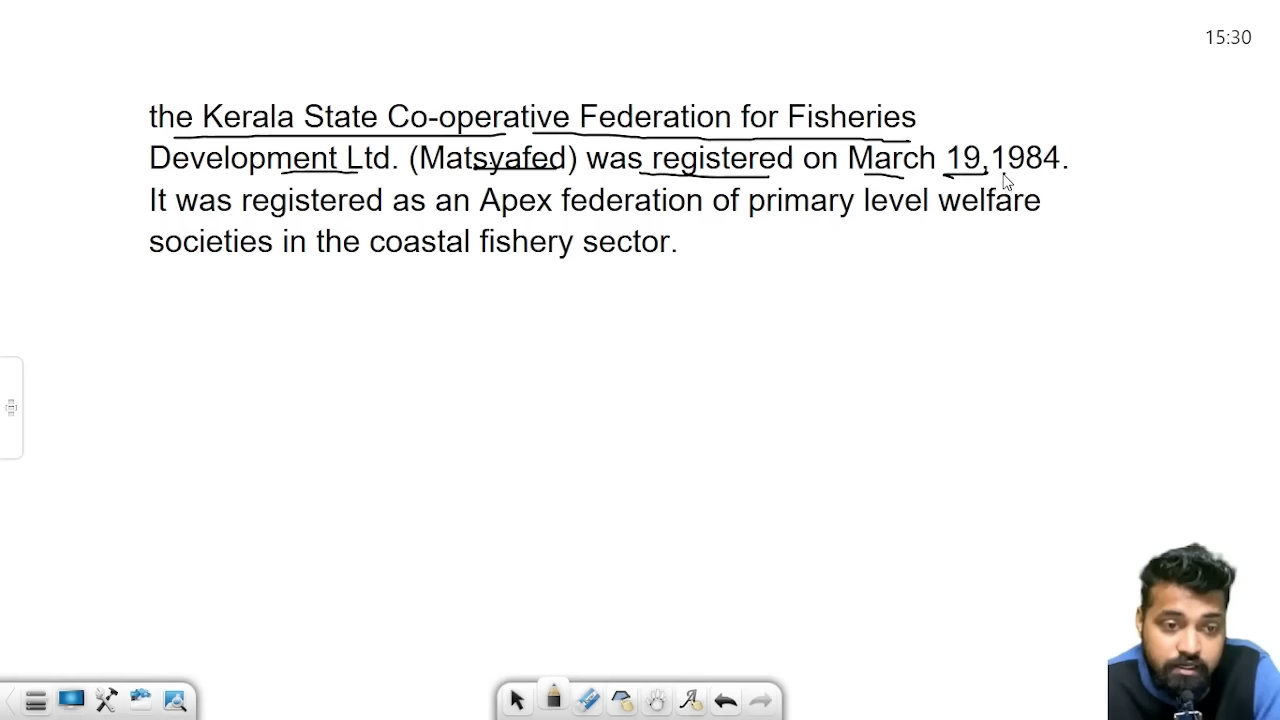 15:30
the Kerala State Co-operative Federation for Fisheries
Development Ltd. (Matsyafed) was registered on March 19,1984.
It was registered as an Apex federation of primary level welfare
societies in the coastal fishery sector.